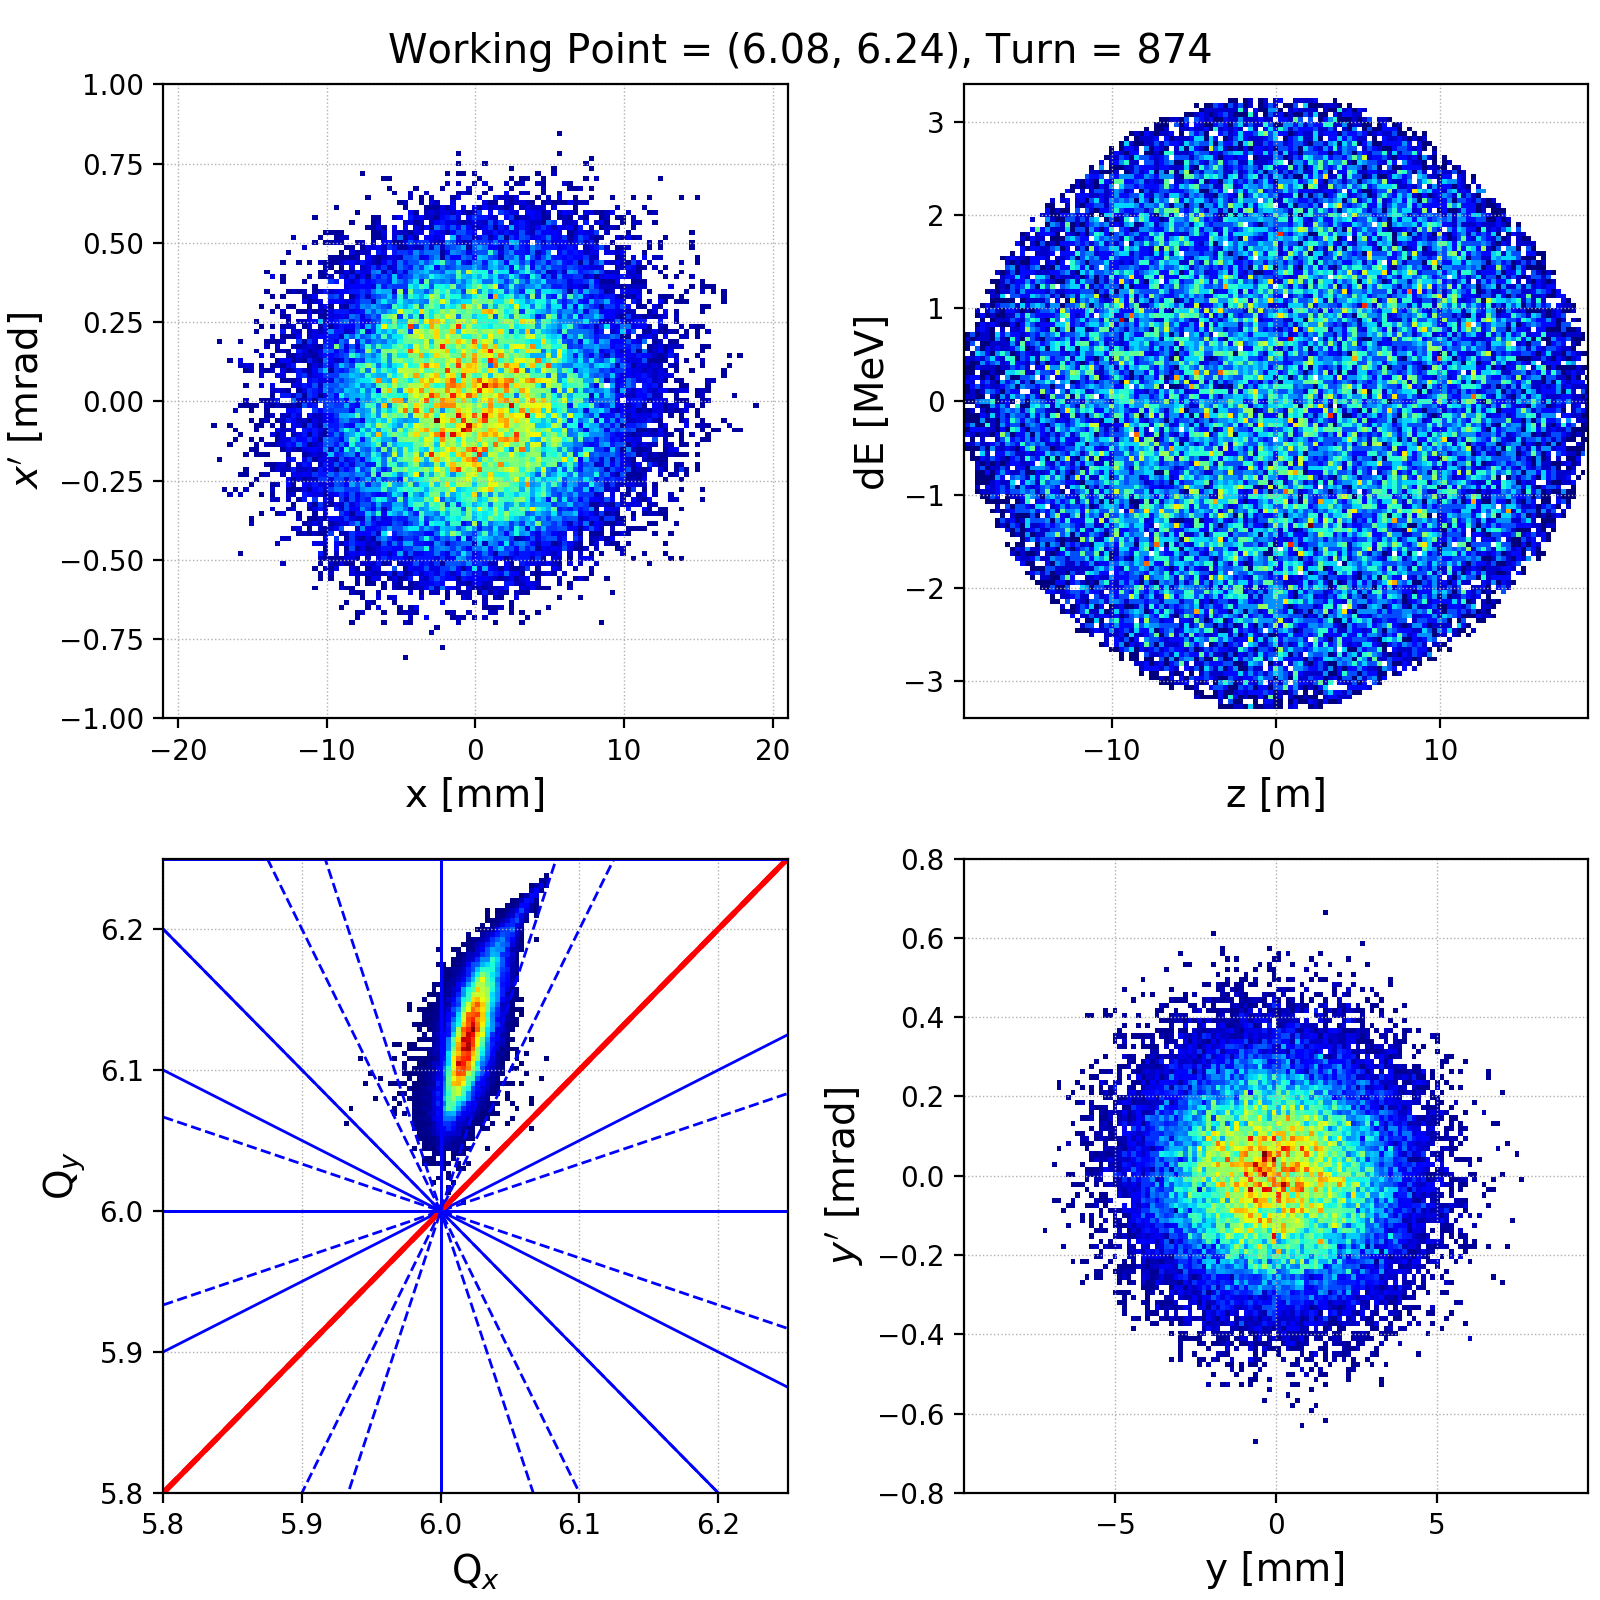 Working Point = (6.08, 6.24), Turn = 874
1.00
0.75
0.50
0.25
0.00
−0.25
−0.50
−0.75
−1.00
x′ [mrad]
−20 −10 0 10 20
x [mm]
3
2
1
0
−1
−2
−3
dE [MeV]
−10 0 10
z [m]
6.2
6.1
6.0
5.9
5.8
Qy
5.8 5.9 6.0 6.1 6.2
Qx
0.8
0.6
0.4
0.2
0.0
−0.2
−0.4
−0.6
−0.8
y′ [mrad]
−5 0 5
y [mm]